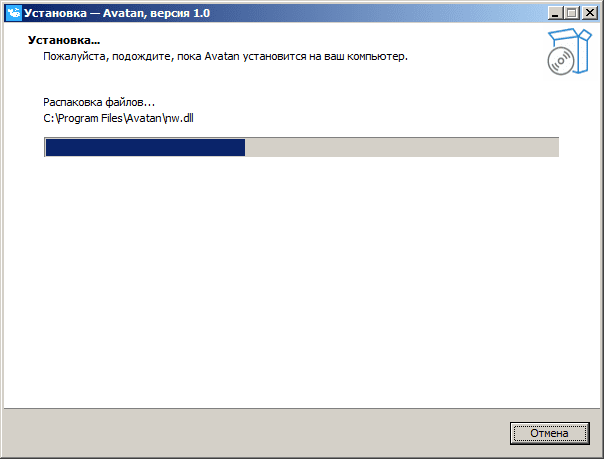 Установка — Avatan, версия 1.0
Установка...
Пожалуйста, подождите, пока Avatan установится на ваш компьютер.
Распаковка файлов...
C:\Program Files\Avatan\nw.dll
Отмена